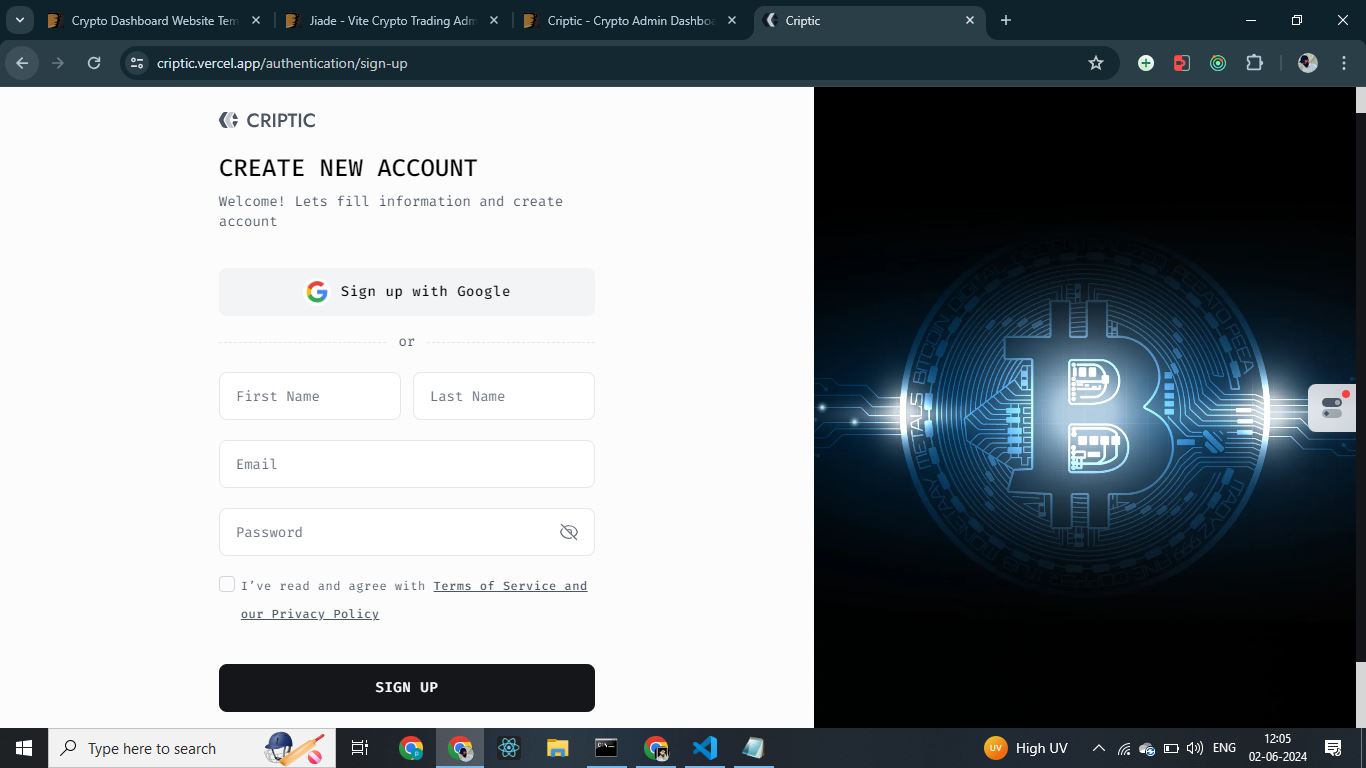 Crypto Dashboard Website Tem
Jiade - Vite Crypto Trading Adm
Criptic - Crypto Admin Dashboa
Criptic
criptic.vercel.app/authentication/sign-up
CRIPTIC
CREATE NEW ACCOUNT
Welcome! Lets fill information and create
account
Sign up with Google
or
First Name
Last Name
Email
Password
I’ve read and agree with Terms of Service and
our Privacy Policy
SIGN UP
Type here to search
UV
High UV
ENG
12:05
02-06-2024